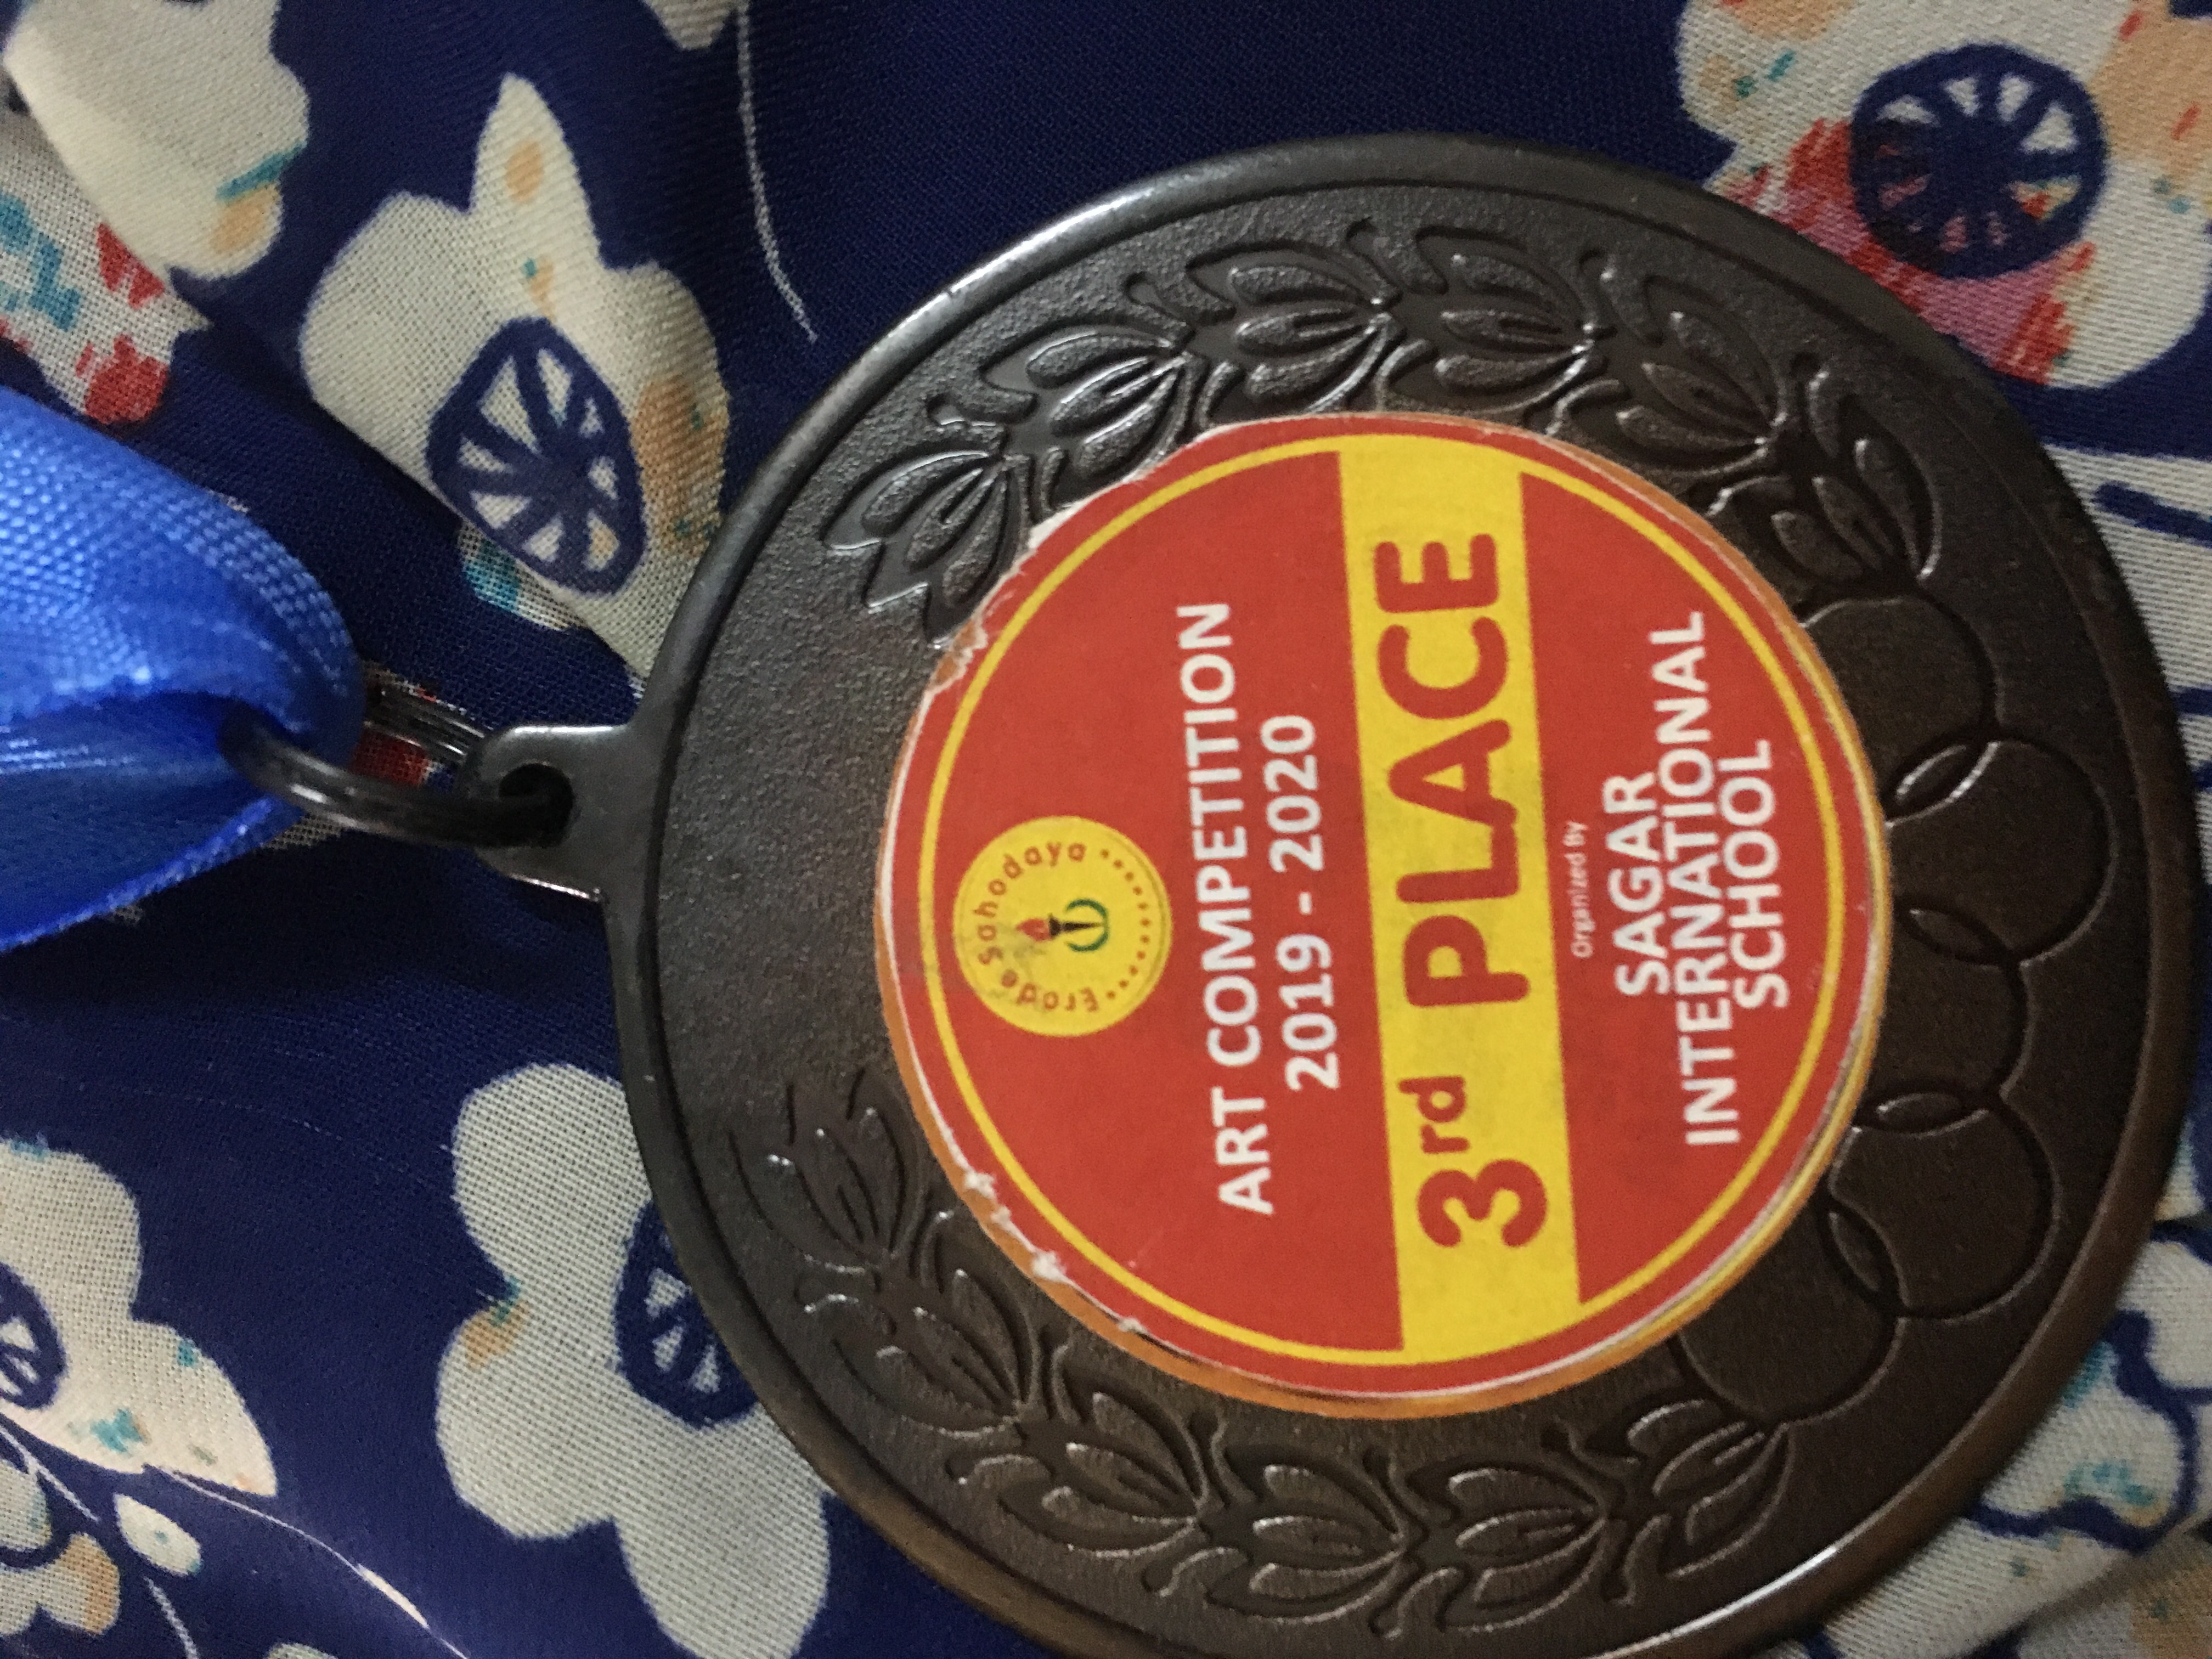 Erode Sahodaya
ART COMPETITION
2019 - 2020
3rd PLACE
Organized By
SAGAR
INTERNATIONAL
SCHOOL